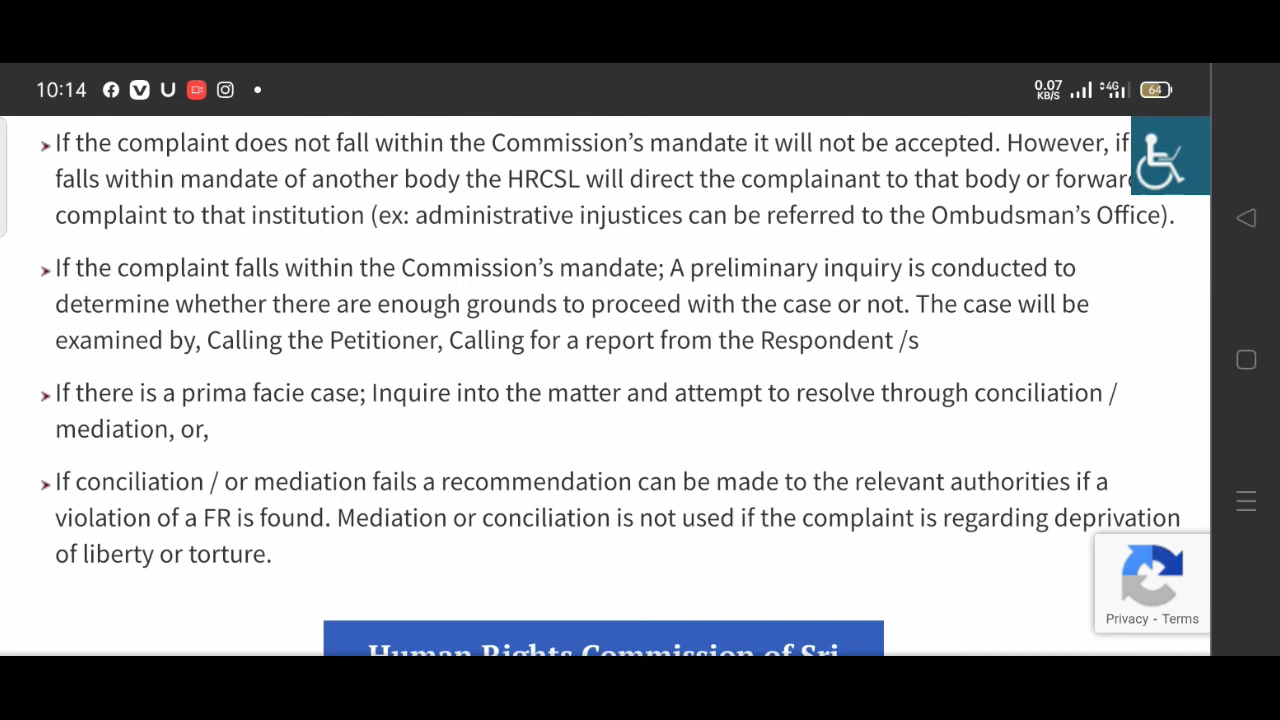 10:14
0.07
KB/S
4G
64
If the complaint does not fall within the Commission's mandate it will not be accepted. However, if
falls within mandate of another body the HRCSL will direct the complainant to that body or
complaint to that institution (ex: administrative injustices can be referred to the Ombudsman's Office).
If the complaint falls within the Commission's mandate; A preliminary inquiry is conducted to
determine whether there are enough grounds to proceed with the case or not. The case will be
examined by, Calling the Petitioner, Calling for a report from the Respondent /s
If there is a prima facie case; Inquire into the matter and attempt to resolve through conciliation /
mediation, or,
If conciliation / or mediation fails a recommendation can be made to the relevant authorities if a
violation of a FR is found. Mediation or conciliation is not used if the complaint is regarding deprivation
of liberty or torture.
Privacy - Terms
Human Rights Commission of Sri